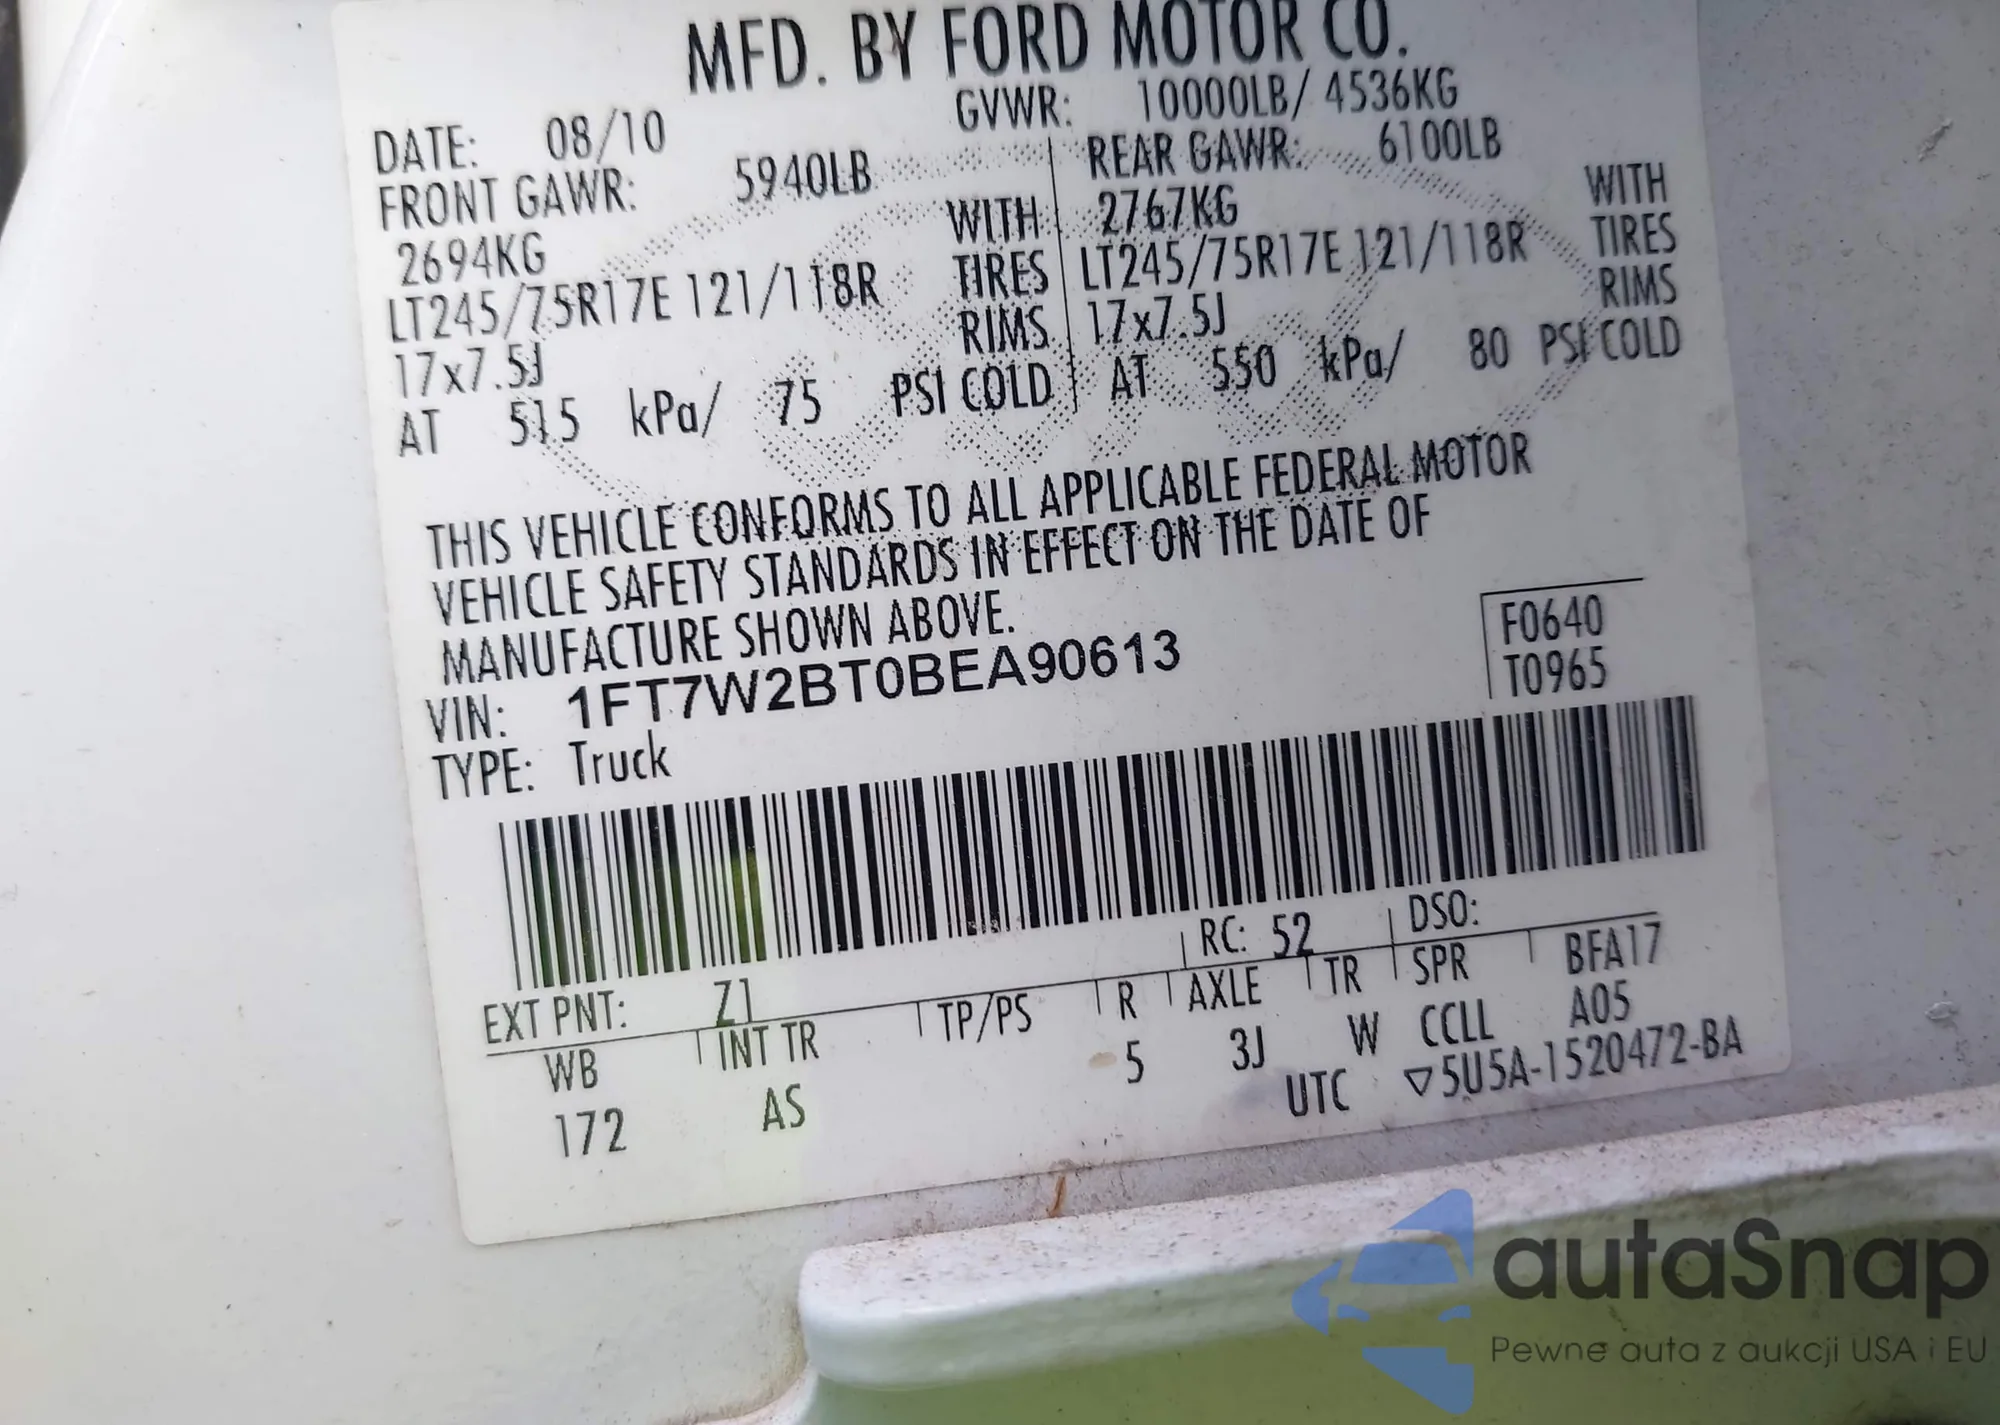 MFD. BY FORD MOTOR CO.
DATE: 08/10 GVWR: 10000LB/ 4536KG
FRONT GAWR: 5940LB REAR GAWR: 6100LB
2694KG WITH 2767KG WITH
LT245/75R17E 121/118R TIRES LT245/75R17E 121/118R TIRES
17x7.5J RIMS 17x7.5J RIMS
AT 515 kPa/ 75 PSI COLD AT 550 kPa/ 80 PSI COLD
THIS VEHICLE CONFORMS TO ALL APPLICABLE FEDERAL MOTOR
VEHICLE SAFETY STANDARDS IN EFFECT ON THE DATE OF
MANUFACTURE SHOWN ABOVE.
F0640
VIN: 1FT7W2BT0BEA90613 T0965
TYPE: Truck
RC: 52 DSO:
EXT PNT: Z1
WB INT TR TP/PS R AXLE TR SPR BFA17
172 AS 5 3J W CCLL A05
UTC ▽5U5A-1520472-BA
autaSnap
Pewne auta z aukcji USA i EU